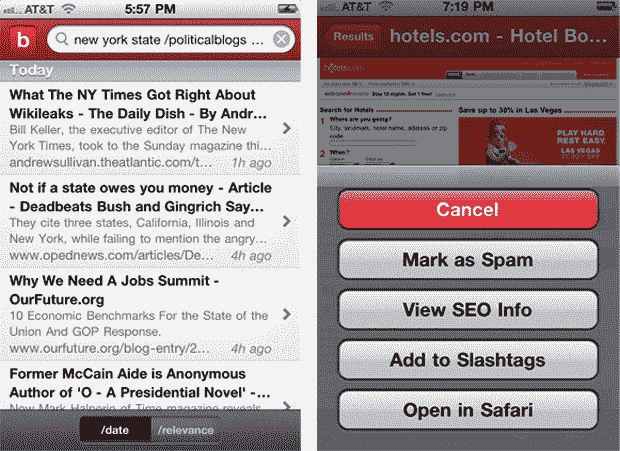 AT&T 5:57 PM
b new york state /politicalblogs ...
Today
What The NY Times Got Right About
Wikileaks - The Daily Dish - By Andr...
Bill Keller, the executive editor of The New
York Times, took to the Sunday magazine thi...
andrewsullivan.theatlantic.com/t... 1h ago
Not if a state owes you money - Article
- Deadbeats Bush and Gingrich Say...
They cite three states, California, Illinois and
New York, while failing to mention the angry...
www.opednews.com/articles/De... 4h ago
Why We Need A Jobs Summit -
OurFuture.org
10 Economic Benchmarks For the State of the
Union And GOP Response.
www.ourfuture.org/blog-entry/2... 4h ago
Former McCain Aide is Anonymous
Author of 'O - A Presidential Novel' -...
Now Mark Halperin of Time magazine reveals
/date /relevance
AT&T 7:19 PM
Results hotels.com - Hotel Bo...
hotels.com
Search for Hotels
1 Where are you going?
City, landmark, hotel name, address or zip
code
2 When?
Save up to 30% in Las Vegas
PLAY HARD.
REST EASY.
LAS VEGAS
Cancel
Mark as Spam
View SEO Info
Add to Slashtags
Open in Safari